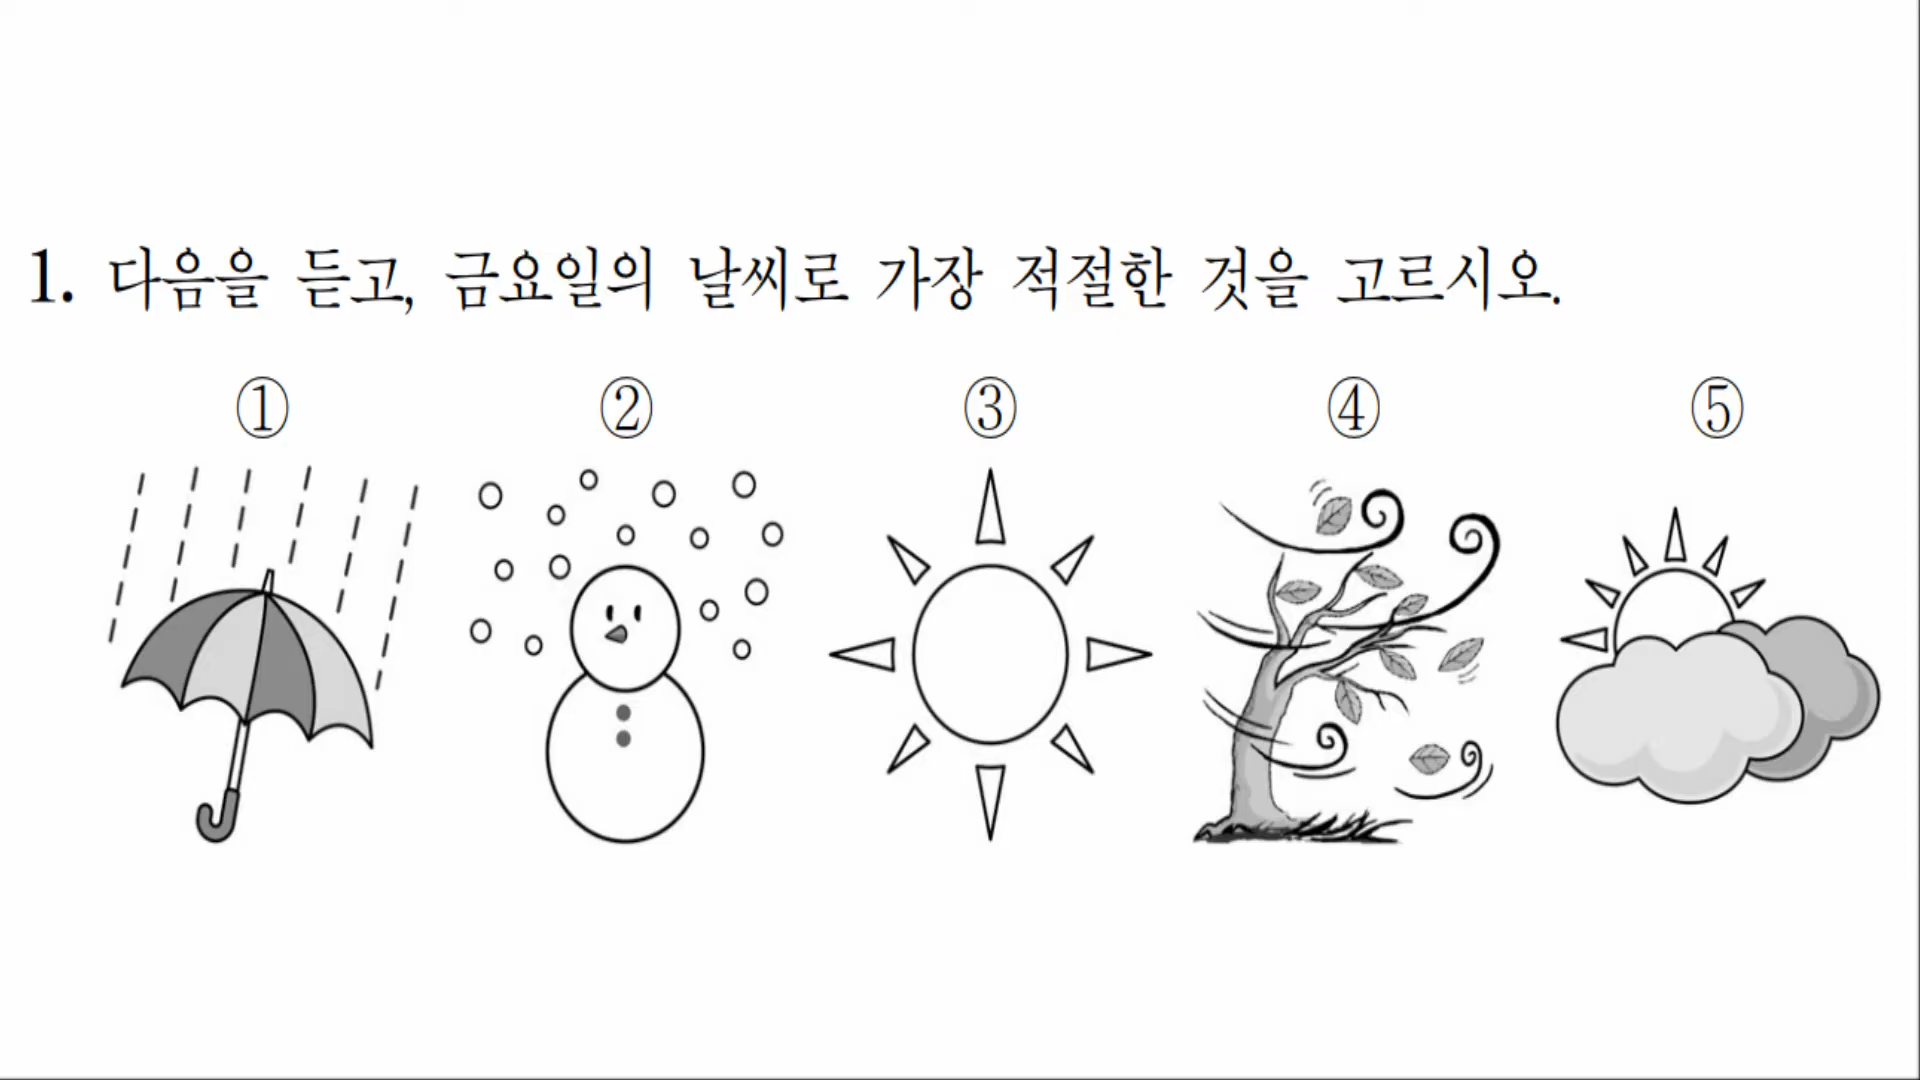 1. 다음을 듣고, 금요일의 날씨로 가장 적절한 것을 고르시오.
① ② ③ ④ ⑤